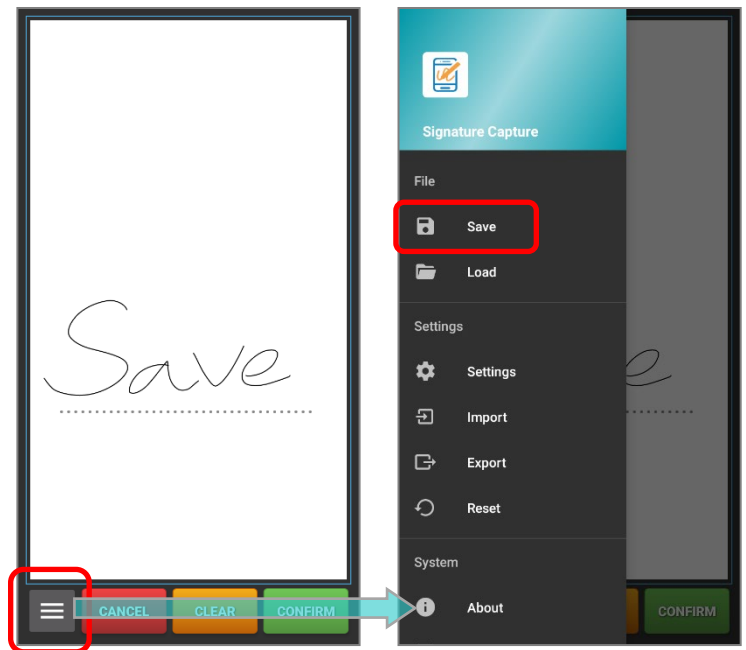 Save
CANCEL CLEAR CONFIRM
Signature Capture
File
Save
Load
Settings
Settings
Import
Export
Reset
System
About
e
CONFIRM